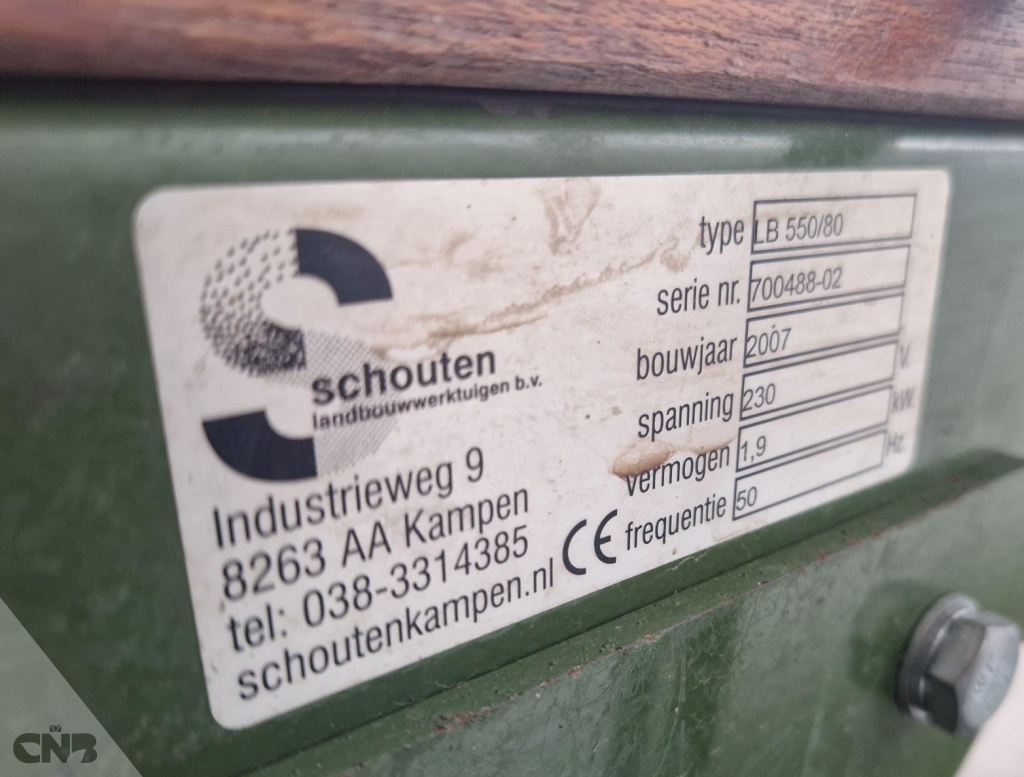 schouten
landbouwwerktuigen b.v.
Industrieweg 9
8263 AA Kampen
tel: 038-3314385
schoutenkampen.nl
CE
type LB 550/80
serie nr. 700488-02
bouwjaar 2007
spanning 230 V.
vermogen 1,9 kW.
frequentie 50 Hz.
CNB